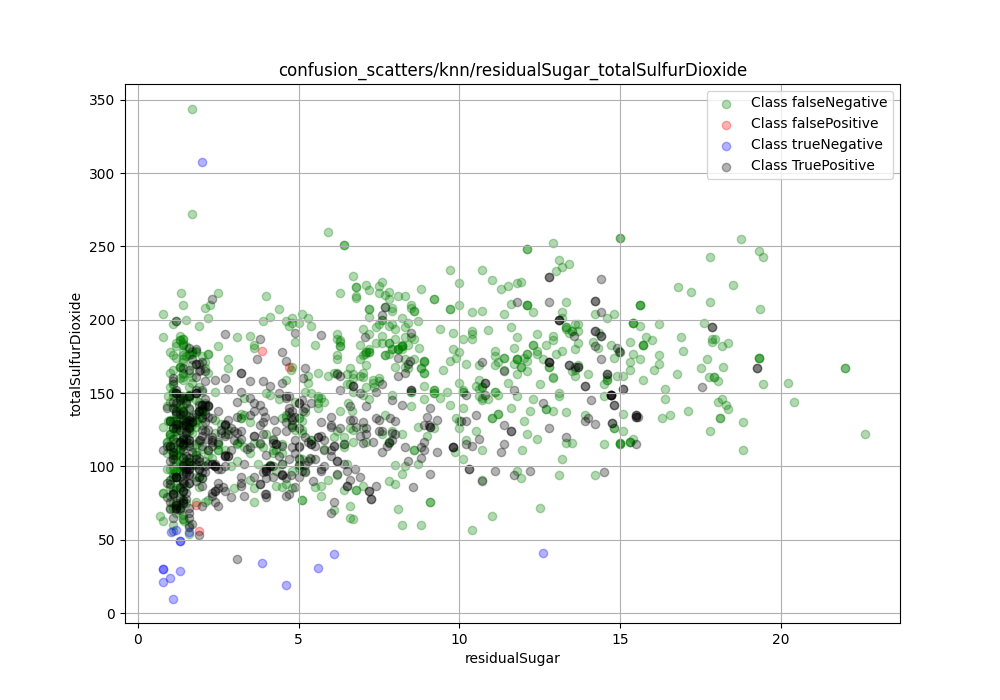 confusion_scatters/knn/residualSugar_totalSulfurDioxide
Class falseNegative
Class falsePositive
Class trueNegative
Class TruePositive
350
300
250
200
150
100
50
0
totalSulfurDioxide
0 5 10 15 20
residualSugar